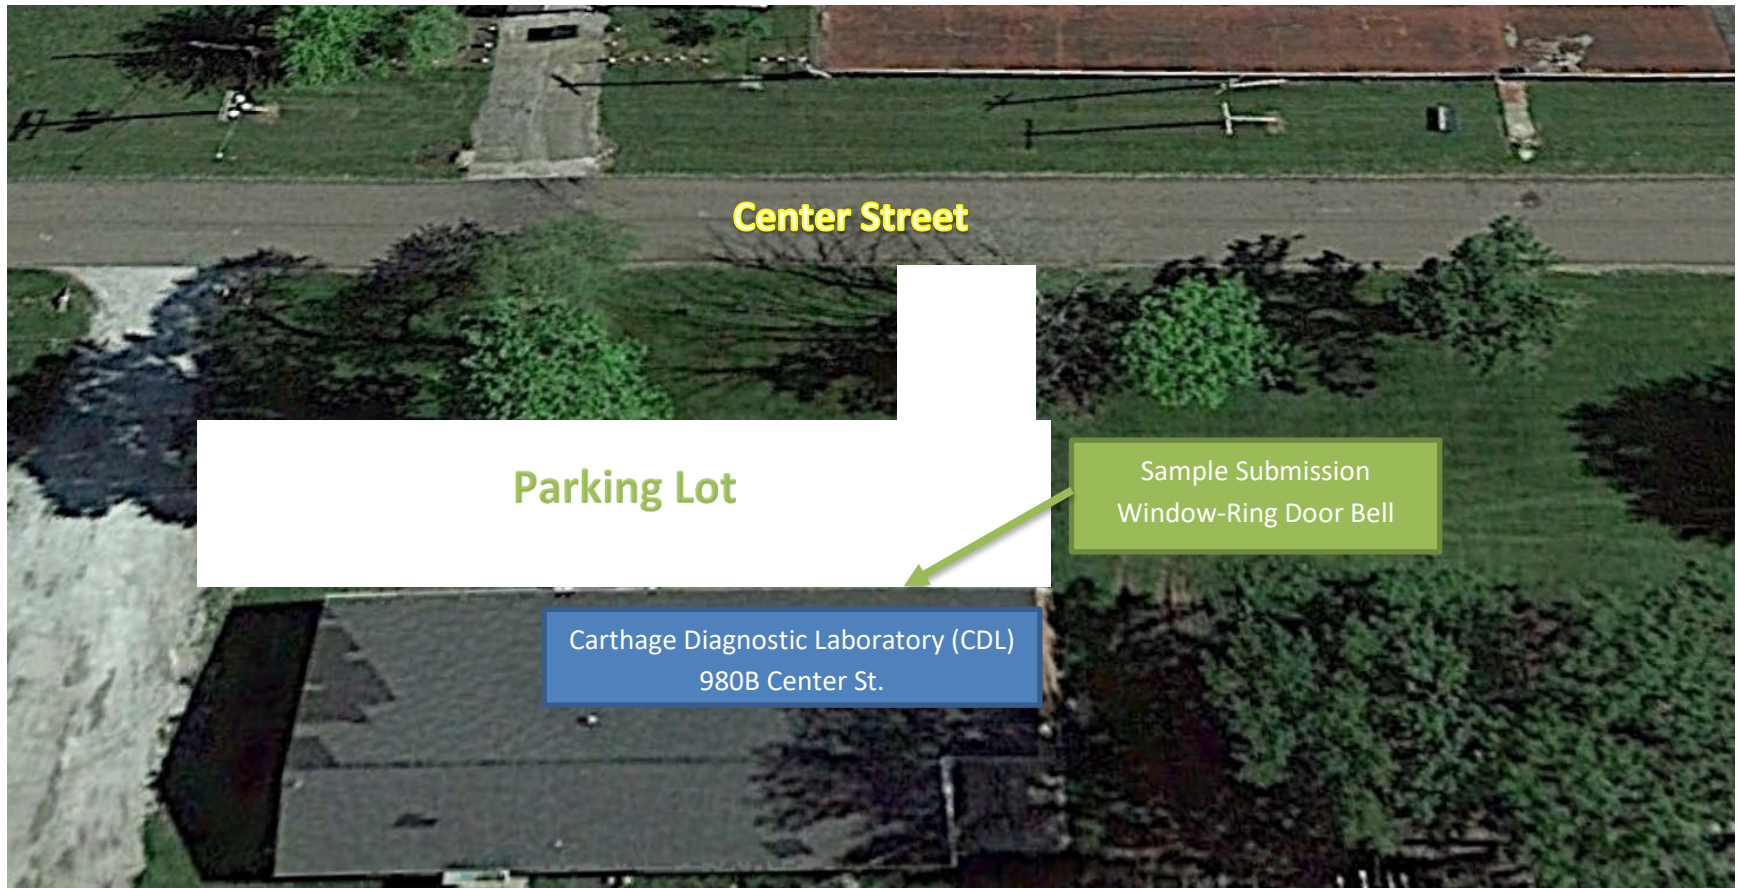 Center Street
Parking Lot
Sample Submission
Window-Ring Door Bell
Carthage Diagnostic Laboratory (CDL)
980B Center St.